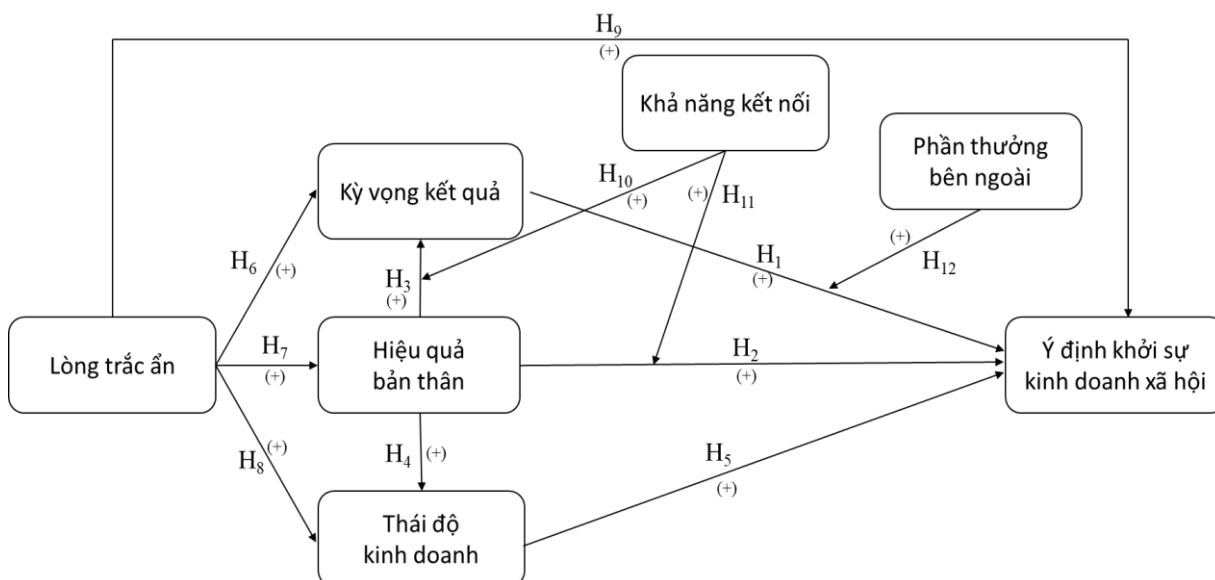 H₉
(+)
Khả năng kết nối
Phần thưởng
bên ngoài
Kỳ vọng kết quả
H₁₀
(+)
(+)
H₁₁
(+)
H₁₂
H₆
(+)
H₃
(+)
H₁
(+)
Lòng trắc ẩn
H₇
(+)
Hiệu quả
bản thân
H₂
(+)
Ý định khởi sự
kinh doanh xã hội
H₈
(+)
H₄
(+)
H₅
(+)
Thái độ
kinh doanh